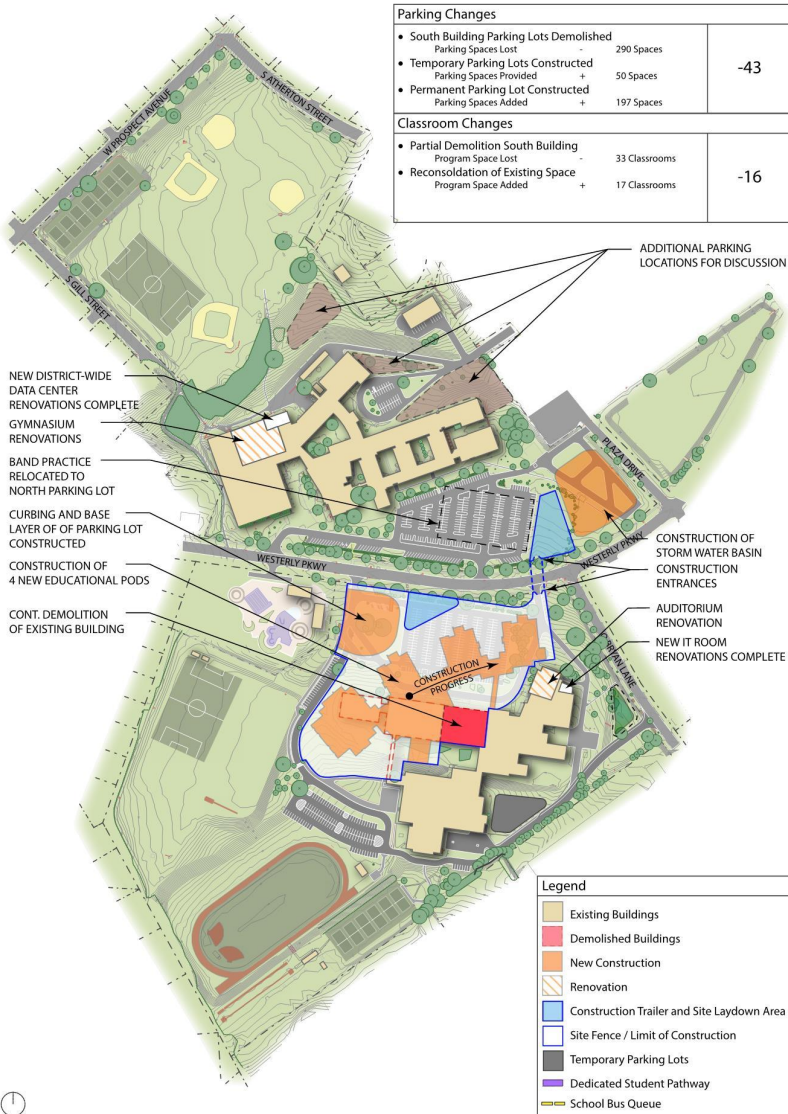 Parking Changes
• South Building Parking Lots Demolished
Parking Spaces Lost - 290 Spaces
• Temporary Parking Lots Constructed
Parking Spaces Provided + 50 Spaces
• Permanent Parking Lot Constructed
Parking Spaces Added + 197 Spaces
-43
Classroom Changes
• Partial Demolition South Building
Program Space Lost - 33 Classrooms
• Reconsoldation of Existing Space
Program Space Added + 17 Classrooms
-16
W PROSPECT AVENUE
S ATHERTON STREET
S GILL STREET
ADDITIONAL PARKING
LOCATIONS FOR DISCUSSION
NEW DISTRICT-WIDE
DATA CENTER
RENOVATIONS COMPLETE
GYMNASIUM
RENOVATIONS
BAND PRACTICE
RELOCATED TO
NORTH PARKING LOT
CURBING AND BASE
LAYER OF OF PARKING LOT
CONSTRUCTED
CONSTRUCTION OF
4 NEW EDUCATIONAL PODS
CONT. DEMOLITION
OF EXISTING BUILDING
PLAZA DRIVE
WESTERLY PKWY
WESTERLY PKWY
CONSTRUCTION OF
STORM WATER BASIN
CONSTRUCTION
ENTRANCES
AUDITORIUM
RENOVATION
NEW IT ROOM
RENOVATIONS COMPLETE
LANE
CONSTRUCTION
PROGRESS
Legend
Existing Buildings
Demolished Buildings
New Construction
Renovation
Construction Trailer and Site Laydown Area
Site Fence / Limit of Construction
Temporary Parking Lots
Dedicated Student Pathway
School Bus Queue